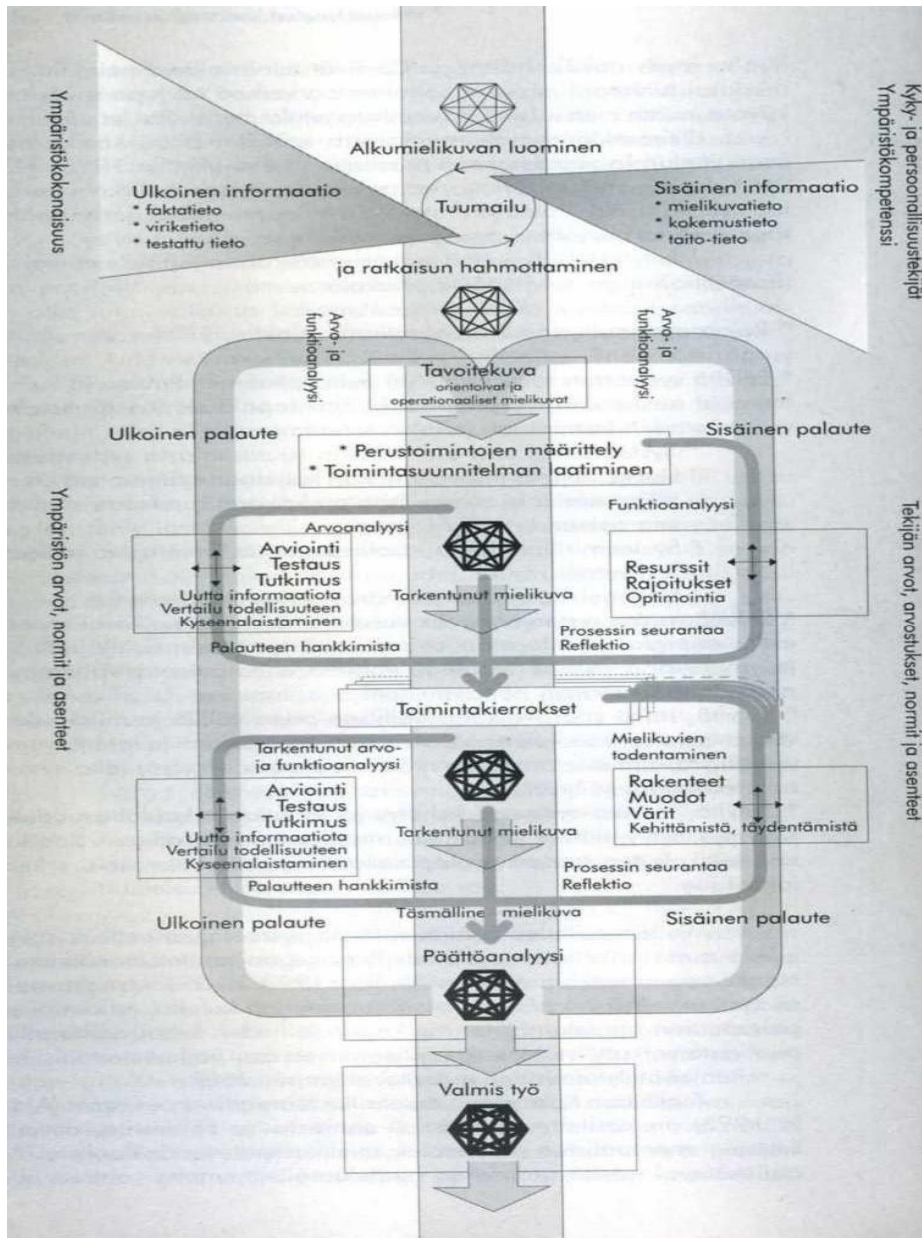 Alkumielikuvan luominen
Ympäristökokonaisuus
Ulkoinen informaatio
* faktatieto
* viriketieto
* testattu tieto
Tuumailu
Sisäinen informaatio
* mielikuvatieto
* kokemustieto
* taito-tieto
Kyky- ja persoonallisuustekijät
Ympäristökompetenssi
ja ratkaisun hahmottaminen
Arvo- ja
funktioanalyysi
Arvo- ja
funktioanalyysi
Tavoitekuva
orientoivat ja
operationaaliset mielikuvat
Ulkoinen palaute
Sisäinen palaute
* Perustoimintojen määrittely
* Toimintasuunnitelman laatiminen
Ympäristön arvot, normit ja asenteet
Tekijän arvot, arvostukset, normit ja asenteet
Arvoanalyysi
Funktioanalyysi
Arviointi
Testaus
Tutkimus
Uutta informaatiota
Vertailu todellisuuteen
Kyseenalaistaminen
Resurssit
Rajoitukset
Optimointia
Tarkentunut mielikuva
Palautteen hankkimista
Prosessin seurantaa
Reflektio
Toimintakierrokset
Tarkentunut arvo-
ja funktioanalyysi
Mielikuvien
todentaminen
Arviointi
Testaus
Tutkimus
Uutta informaatiota
Vertailu todellisuuteen
Kyseenalaistaminen
Rakenteet
Muodot
Värit
Kehittämistä, täydentämistä
Tarkentunut mielikuva
Palautteen hankkimista
Prosessin seurantaa
Reflektio
Ulkoinen palaute
Täsmällinen mielikuva
Sisäinen palaute
Päättöanalyysi
Valmis työ